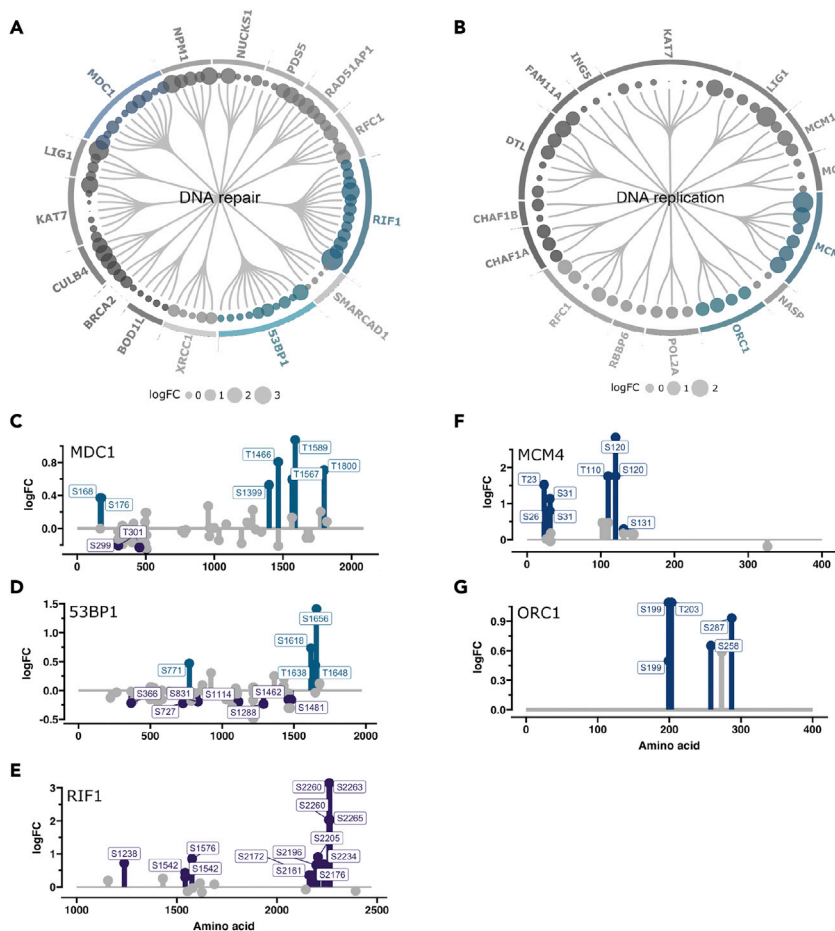 A
NPM1
NUCKS1
PDS5
RAD51AP1
RFC1
RIF1
SMARCAD1
53BP1
XRCC1
BOD1L
BRCA2
CULB4
KAT7
LIG1
MDC1
DNA repair
logFC 0 1 2 3
B
KAT7
LIG1
MCM1
MC
MCM
NASP
ORC1
POL2A
RBBP6
RFC1
CHAF1A
CHAF1B
DTL
FAM11A
ING5
DNA replication
logFC 0 1 2
C
MDC1
logFC
0.8
0.4
0.0
S168
S176
T301
S299
S1399
T1466
T1589
T1567
T1800
0 500 1000 1500 2000
D
53BP1
logFC
1.5
1.0
0.5
0.0
-0.5
S366
S727
S771
S831
S1114
S1288
S1462
S1481
S1618
S1638
S1648
S1656
0 500 1000 1500 2000
E
RIF1
logFC
3
2
1
0
S1238
S1542
S1576
S1542
S2172
S2196
S2161
S2205
S2234
S2176
S2260
S2263
S2260
S2265
1000 1500 2000 2500
Amino acid
F
MCM4
logFC
2
1
0
T23
S26
S31
S31
T110
S120
S120
S131
0 100 200 300 400
G
ORC1
logFC
0.9
0.6
0.3
0.0
S199
T203
S199
S287
S258
0 100 200 300 400
Amino acid